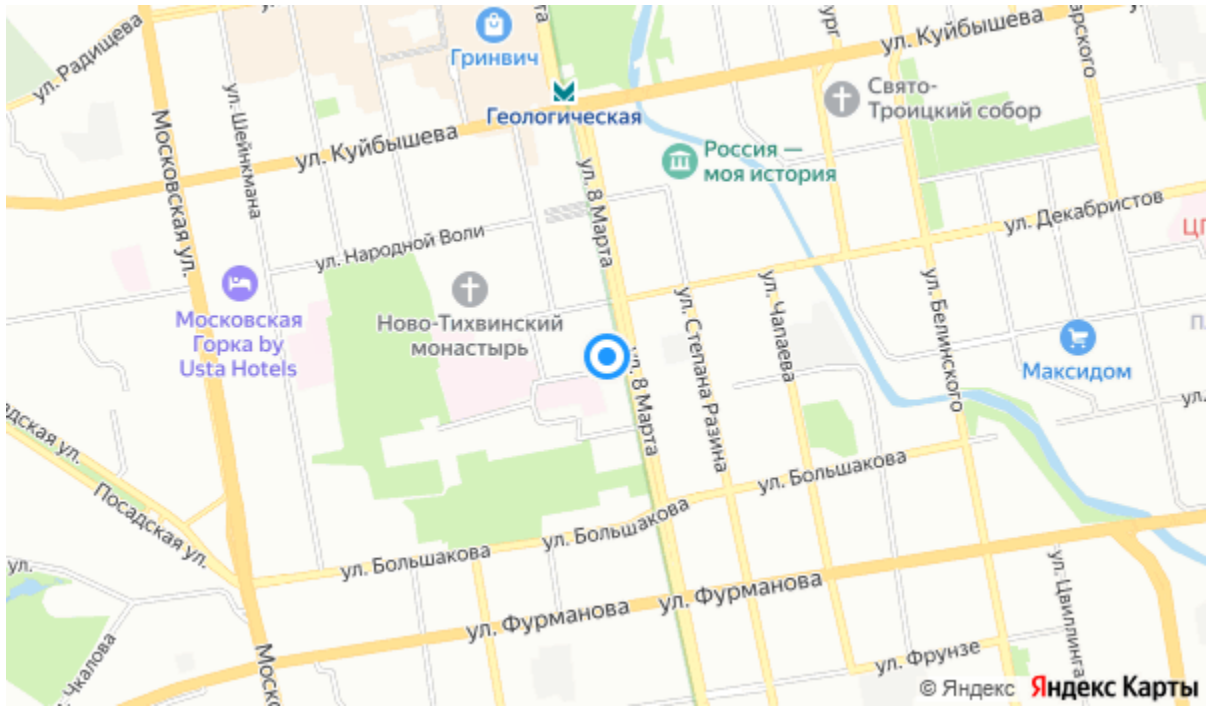 ул. Радищева
Гринвич
ул. Куйбышева
Свято-
Троицкий собор
Геологическая
ул. Шейнкмана
Московская ул.
ул. Куйбышева
ул. 8 Марта
Россия —
моя история
ул. Декабристов
ул. Народной Воли
Ново-Тихвинский
монастырь
Московская
Горка by
Usta Hotels
ул. Степана Разина
ул. Чапаева
ул. Белинского
Максидом
ул. 8 Марта
ул.
Посадская ул.
ул. Большакова
ул. Большакова
ул. Большакова
ул.
ул. Фурманова
ул. Фурманова
ул. Цвиллинга
Чкалова
ул. Фрунзе
© Яндекс Яндекс Карты